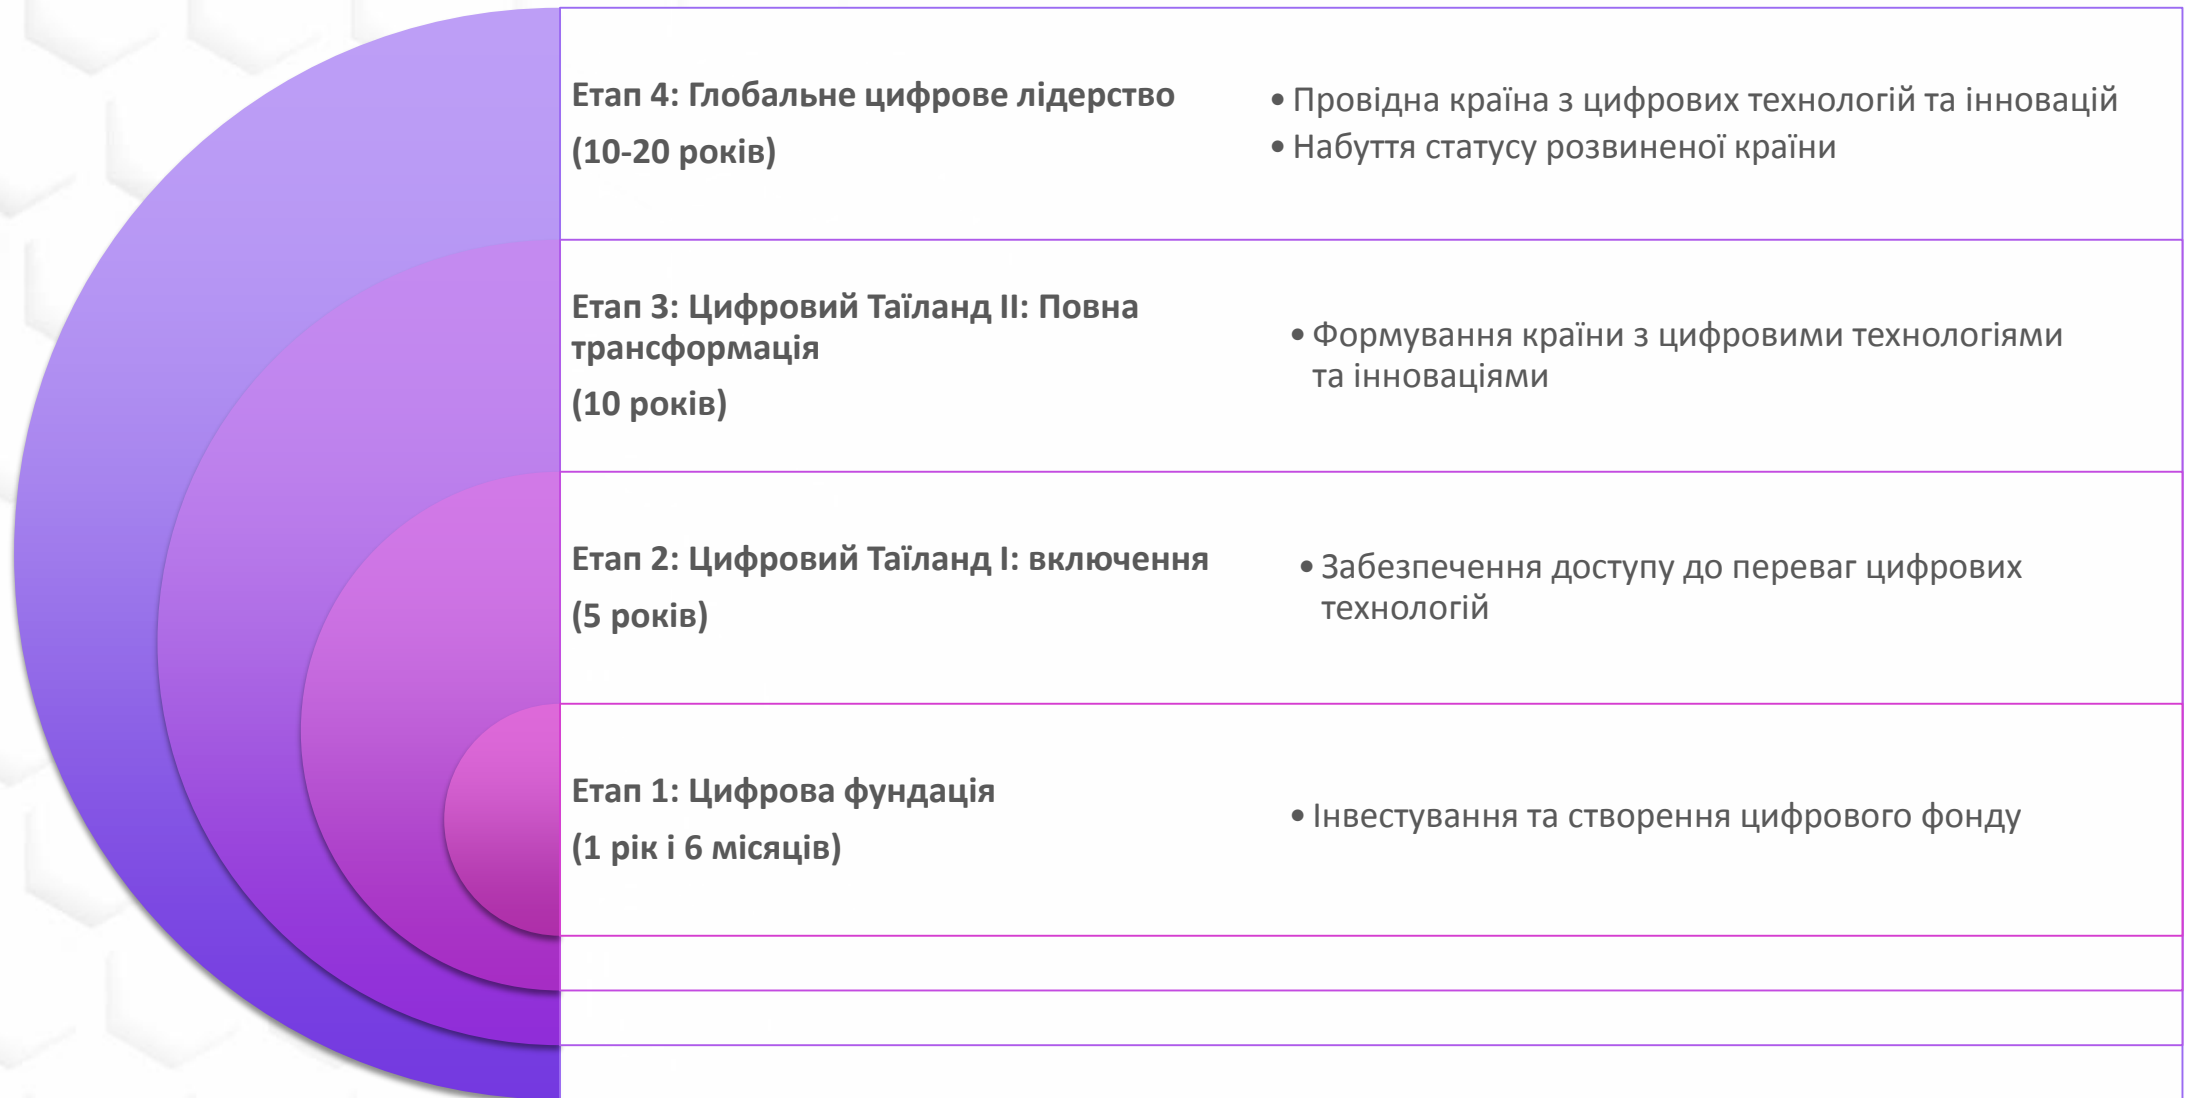 Етап 4: Глобальне цифрове лідерство
(10-20 років)
• Провідна країна з цифрових технологій та інновацій
• Набуття статусу розвиненої країни
Етап 3: Цифровий Таїланд II: Повна
трансформація
(10 років)
• Формування країни з цифровими технологіями
та інноваціями
Етап 2: Цифровий Таїланд I: включення
(5 років)
• Забезпечення доступу до переваг цифрових
технологій
Етап 1: Цифрова фундація
(1 рік і 6 місяців)
• Інвестування та створення цифрового фонду